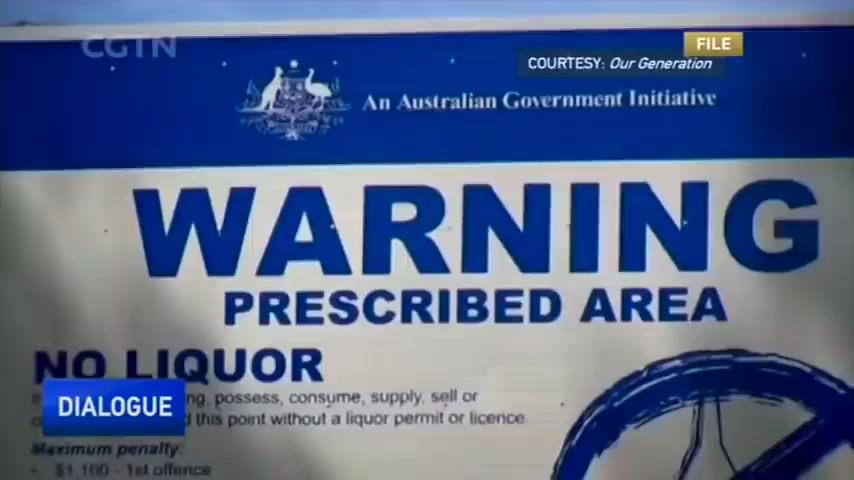 CGTN
FILE
COURTESY: Our Generation
An Australian Government Initiative
WARNING
PRESCRIBED AREA
NO LIQUOR
possess, consume, supply, sell or
DIALOGUE
this point without a liquor permit or licence.
Maximum penalty:
• $1,100 - 1st offence